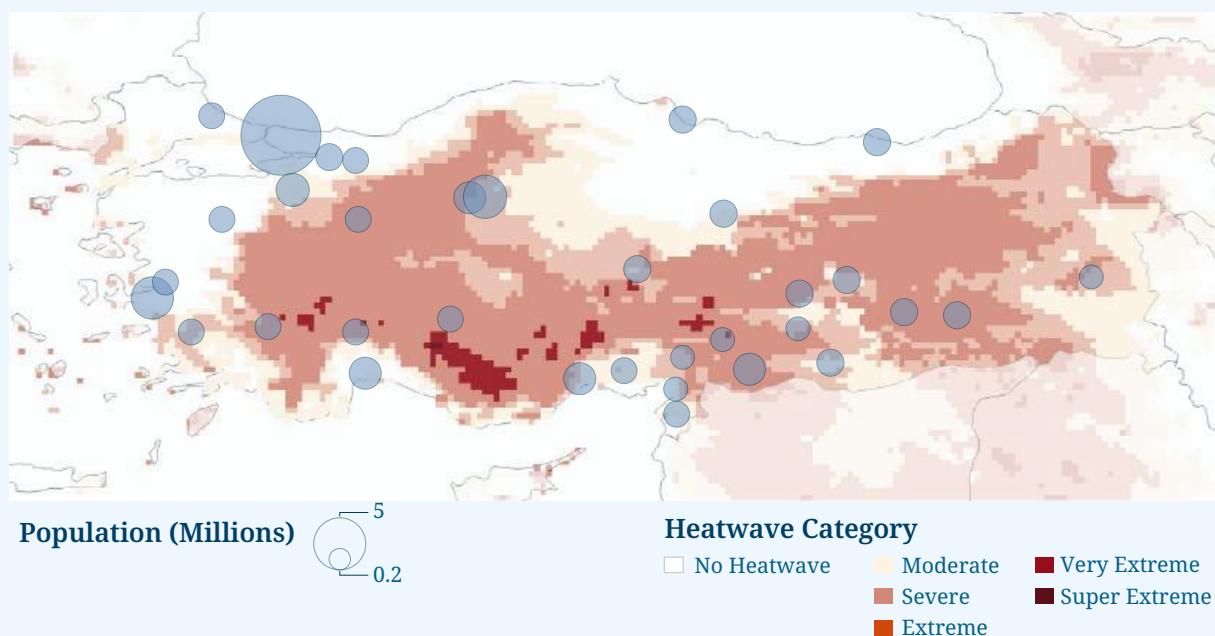 Population (Millions)
5
0.2
Heatwave Category
No Heatwave
Moderate
Severe
Extreme
Very Extreme
Super Extreme